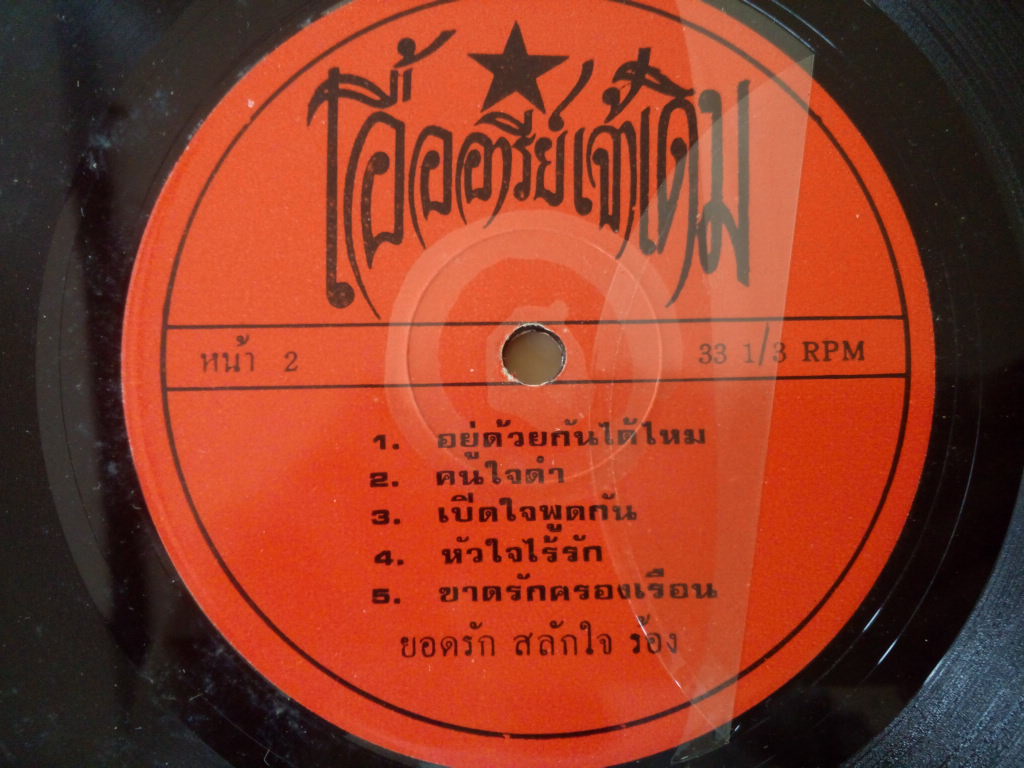 โอ้ออารีย์เจ้าเดิม
หน้า 2
33 1/3 RPM
1. อยู่ด้วยกันได้ไหม
2. คนใจดำ
3. เปิดใจพูดกัน
4. หัวใจไร้รัก
5. ขาดรักครองเรือน
ยอดรัก สลักใจ ร้อง